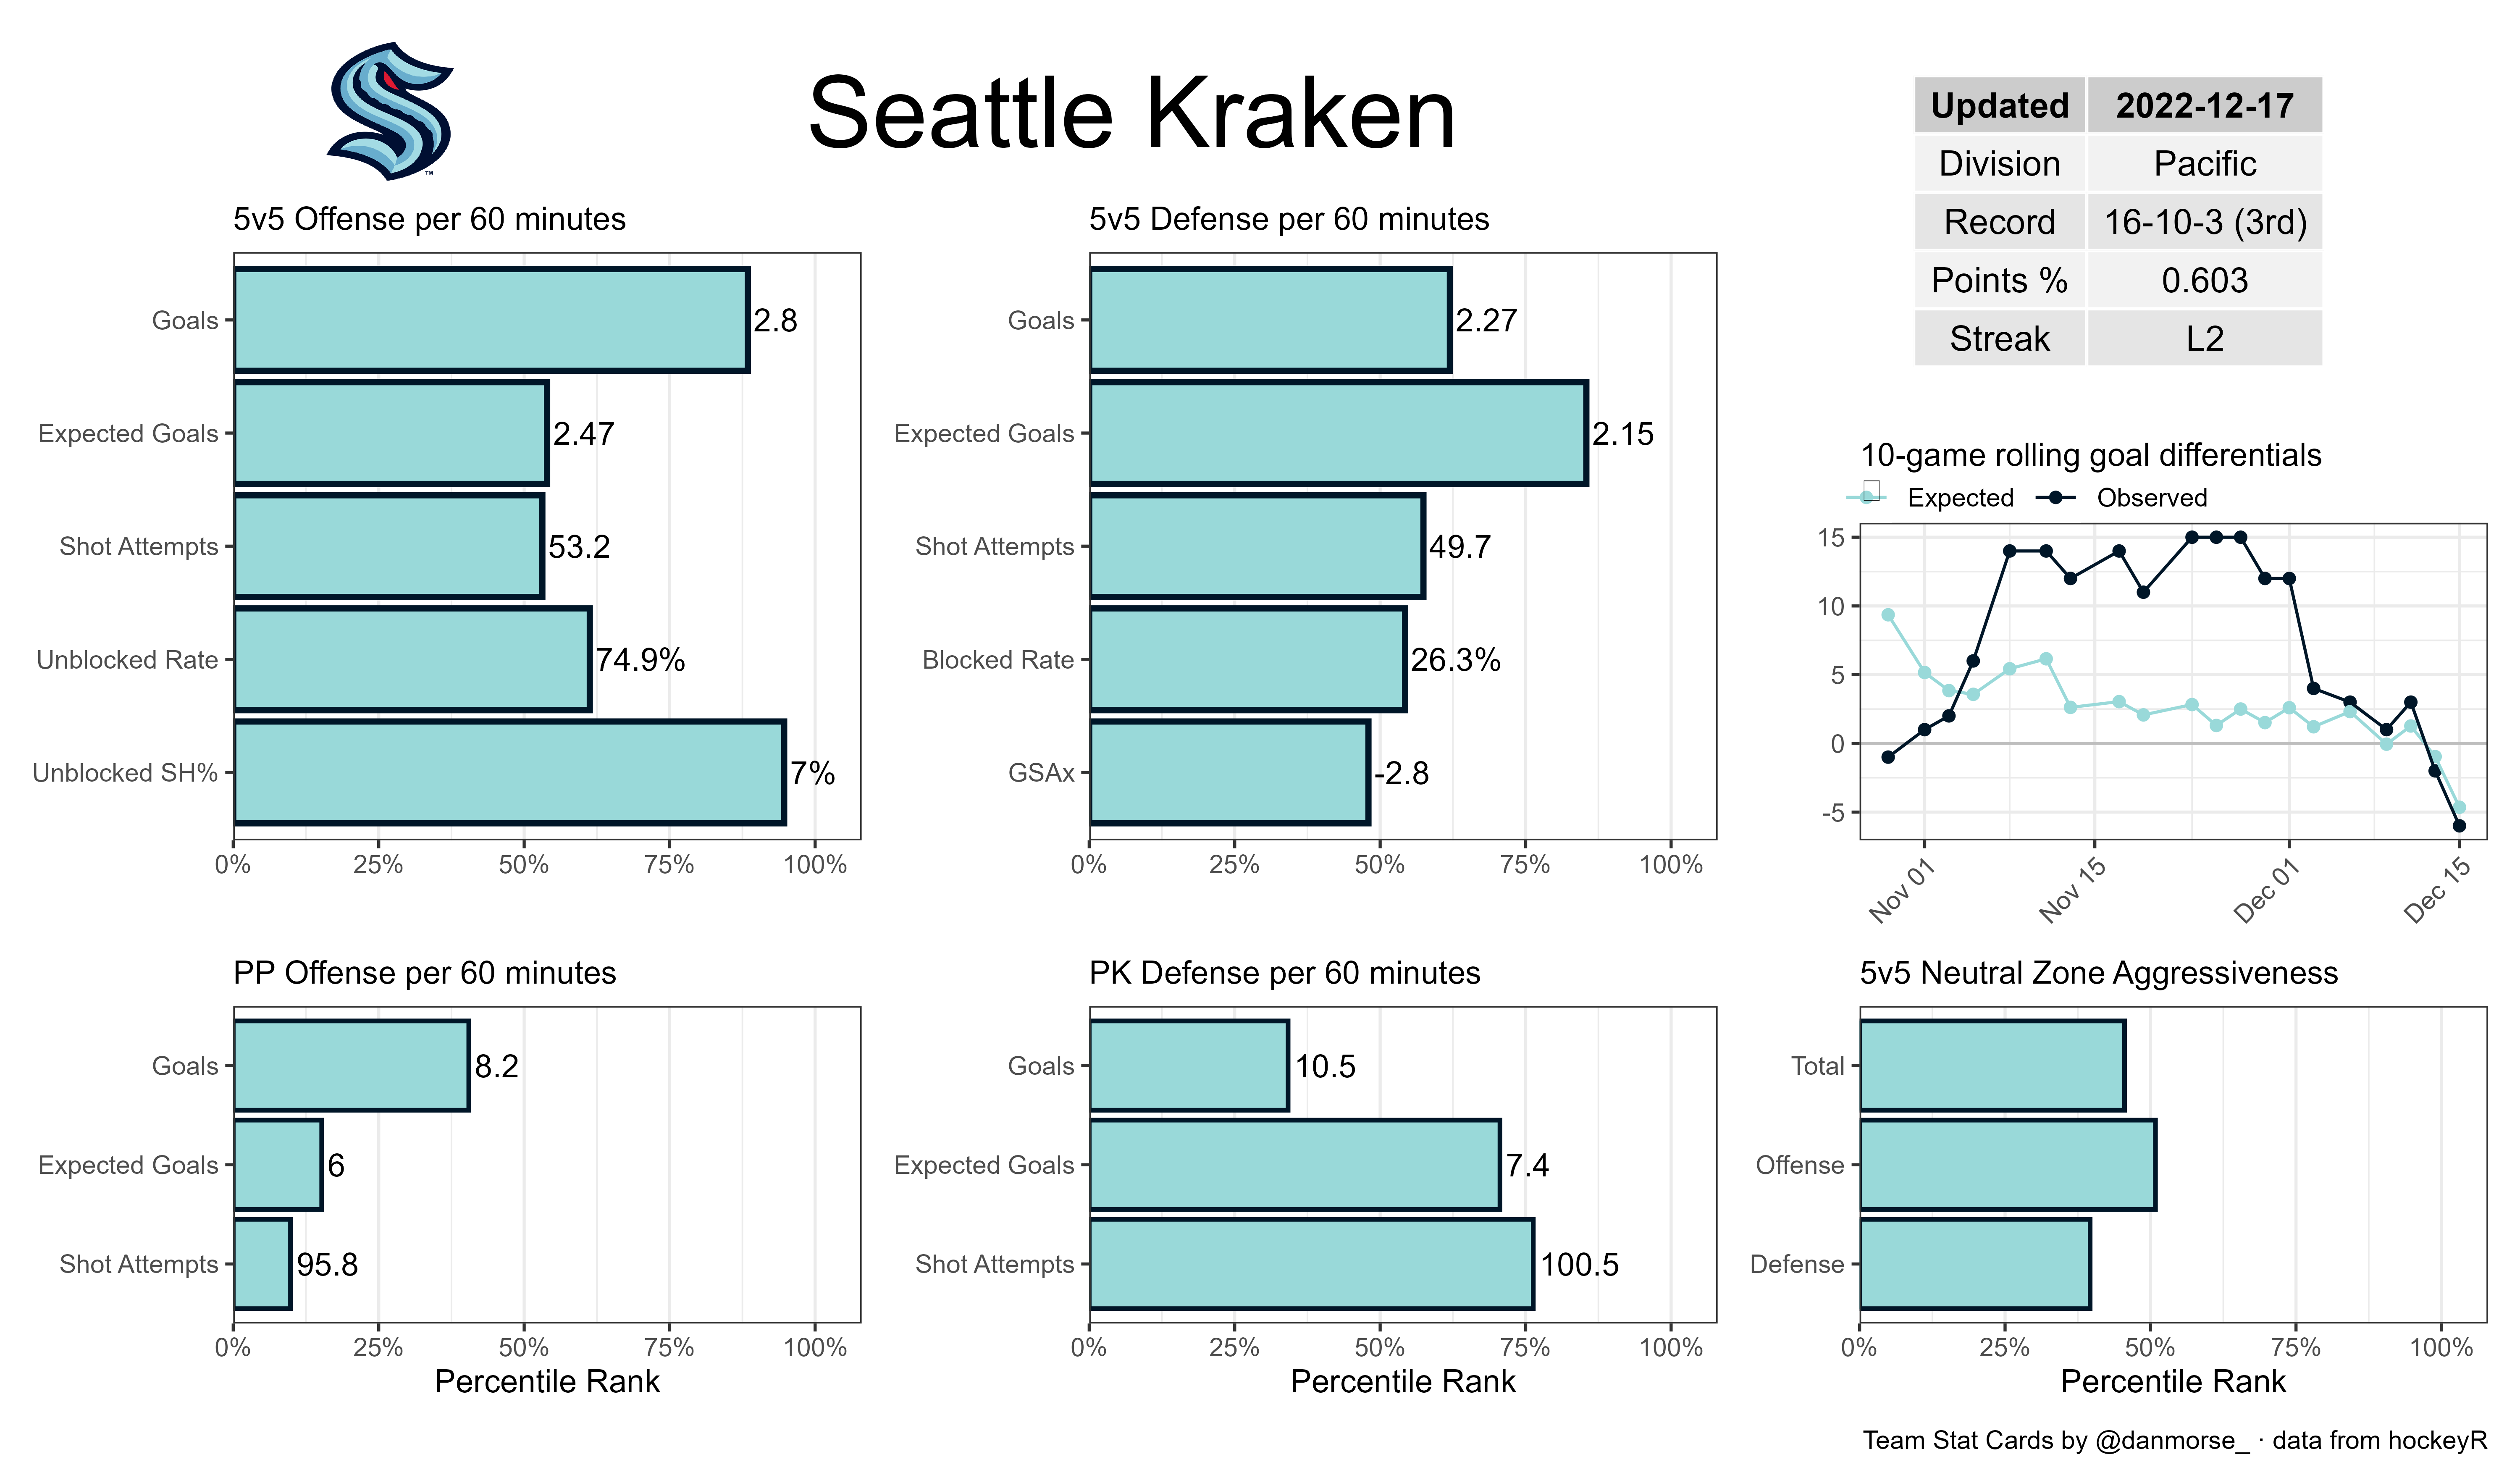 Seattle Kraken
Updated 2022-12-17
Division Pacific
Record 16-10-3 (3rd)
Points % 0.603
Streak L2
5v5 Offense per 60 minutes
Goals 2.8
Expected Goals 2.47
Shot Attempts 53.2
Unblocked Rate 74.9%
Unblocked SH% 7%
0% 25% 50% 75% 100%
5v5 Defense per 60 minutes
Goals 2.27
Expected Goals 2.15
Shot Attempts 49.7
Blocked Rate 26.3%
GSAx -2.8
0% 25% 50% 75% 100%
10-game rolling goal differentials
Expected Observed
15
10
5
0
-5
Nov 01 Nov 15 Dec 01 Dec 15
PP Offense per 60 minutes
Goals 8.2
Expected Goals 6
Shot Attempts 95.8
0% 25% 50% 75% 100%
Percentile Rank
PK Defense per 60 minutes
Goals 10.5
Expected Goals 7.4
Shot Attempts 100.5
0% 25% 50% 75% 100%
Percentile Rank
5v5 Neutral Zone Aggressiveness
Total
Offense
Defense
0% 25% 50% 75% 100%
Percentile Rank
Team Stat Cards by @danmorse_ · data from hockeyR